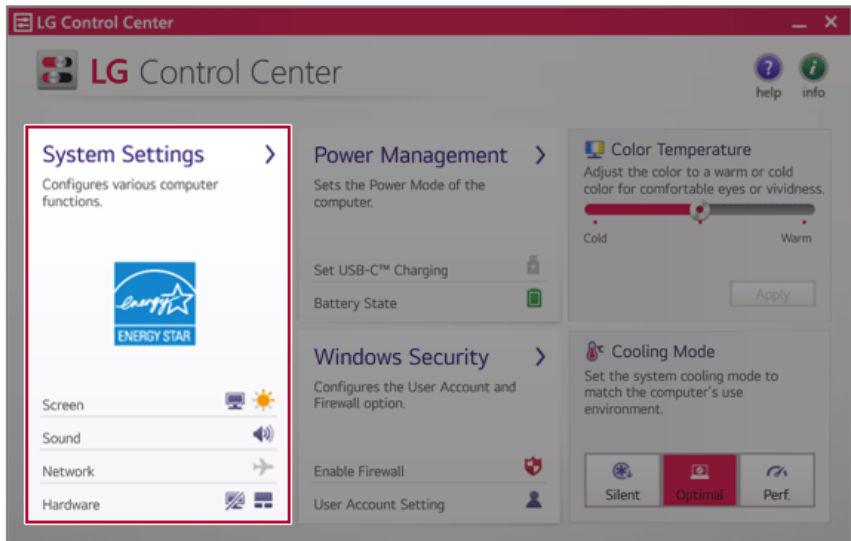 LG Control Center
LG Control Center
help
info
System Settings
Configures various computer
functions.
energy
ENERGY STAR
Screen
Sound
Network
Hardware
Power Management
Sets the Power Mode of the
computer.
Set USB-C™ Charging
Battery State
Windows Security
Configures the User Account and
Firewall option.
Enable Firewall
User Account Setting
Color Temperature
Adjust the color to a warm or cold
color for comfortable eyes or vividness.
Cold
Warm
Apply
Cooling Mode
Set the system cooling mode to
match the computer's use
environment.
Silent
Optimal
Perf.